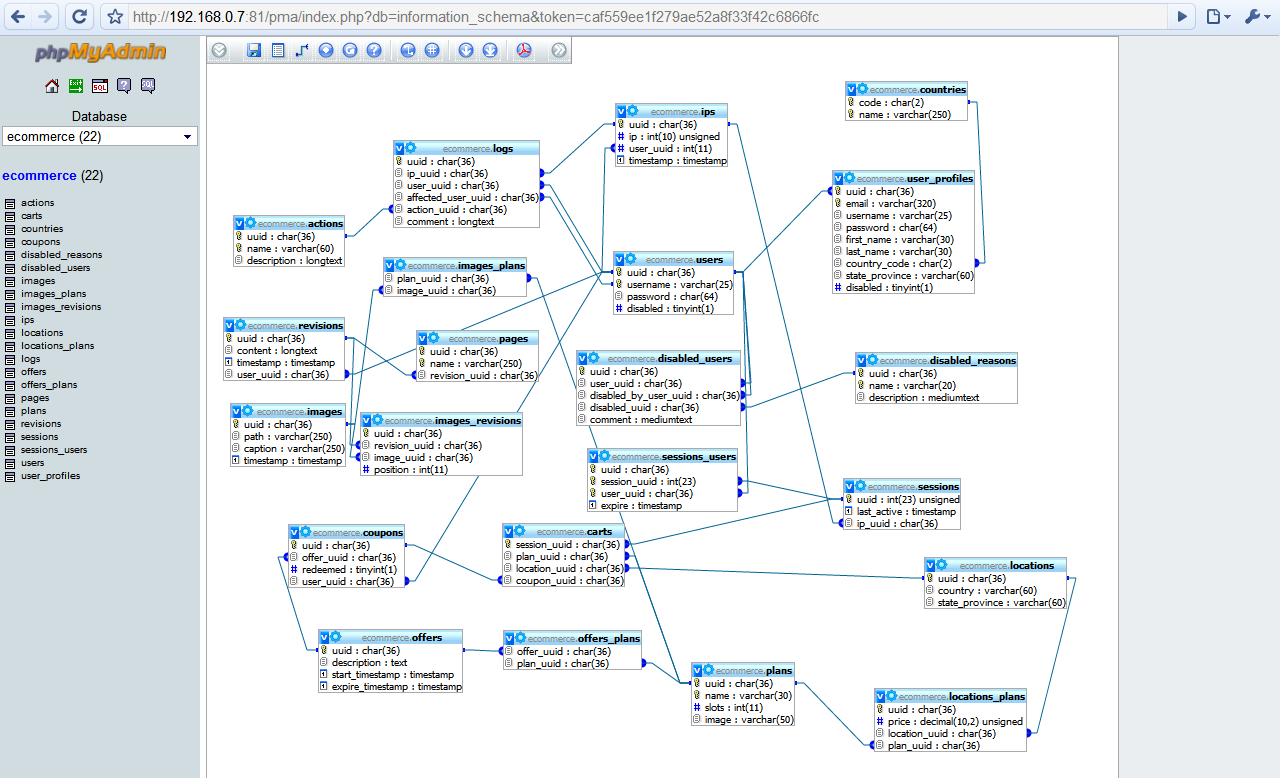 http://192.168.0.7:81/pma/index.php?db=information_schema&token=caf559ee1f279ae52a8f33f42c6866fc
phpMyAdmin
EXIT
SQL
?
SQL
Database
ecommerce (22)
ecommerce (22)
actions
carts
countries
coupons
disabled_reasons
disabled_users
images
images_plans
images_revisions
ips
locations
locations_plans
logs
offers
offers_plans
pages
plans
revisions
sessions
sessions_users
users
user_profiles
ecommerce.countries
code : char(2)
name : varchar(250)
ecommerce.ips
uuid : char(36)
ip : int(10) unsigned
user_uuid : int(11)
timestamp : timestamp
ecommerce.logs
uuid : char(36)
ip_uuid : char(36)
user_uuid : char(36)
affected_user_uuid : char(36)
action_uuid : char(36)
comment : longtext
ecommerce.user_profiles
uuid : char(36)
email : varchar(320)
username : varchar(25)
password : char(64)
first_name : varchar(30)
last_name : varchar(30)
country_code : char(2)
state_province : varchar(60)
disabled : tinyint(1)
ecommerce.actions
uuid : char(36)
name : varchar(60)
description : longtext
ecommerce.users
uuid : char(36)
username : varchar(25)
password : char(64)
disabled : tinyint(1)
ecommerce.images_plans
plan_uuid : char(36)
image_uuid : char(36)
ecommerce.revisions
uuid : char(36)
content : longtext
timestamp : timestamp
user_uuid : char(36)
ecommerce.pages
uuid : char(36)
name : varchar(250)
revision_uuid : char(36)
ecommerce.disabled_users
uuid : char(36)
user_uuid : char(36)
disabled_by_user_uuid : char(36)
disabled_uuid : char(36)
comment : mediumtext
ecommerce.disabled_reasons
uuid : char(36)
name : varchar(20)
description : mediumtext
ecommerce.images
uuid : char(36)
path : varchar(250)
caption : varchar(250)
timestamp : timestamp
ecommerce.images_revisions
uuid : char(36)
revision_uuid : char(36)
image_uuid : char(36)
position : int(11)
ecommerce.sessions_users
uuid : char(36)
session_uuid : int(23)
user_uuid : char(36)
expire : timestamp
ecommerce.sessions
uuid : int(23) unsigned
last_active : timestamp
ip_uuid : char(36)
ecommerce.coupons
uuid : char(36)
offer_uuid : char(36)
redeemed : tinyint(1)
user_uuid : char(36)
ecommerce.carts
session_uuid : char(36)
plan_uuid : char(36)
location_uuid : char(36)
coupon_uuid : char(36)
ecommerce.locations
uuid : char(36)
country : varchar(60)
state_province : varchar(60)
ecommerce.offers
uuid : char(36)
description : text
start_timestamp : timestamp
expire_timestamp : timestamp
ecommerce.offers_plans
offer_uuid : char(36)
plan_uuid : char(36)
ecommerce.plans
uuid : char(36)
name : varchar(30)
slots : int(11)
image : varchar(50)
ecommerce.locations_plans
uuid : char(36)
price : decimal(10,2) unsigned
location_uuid : char(36)
plan_uuid : char(36)